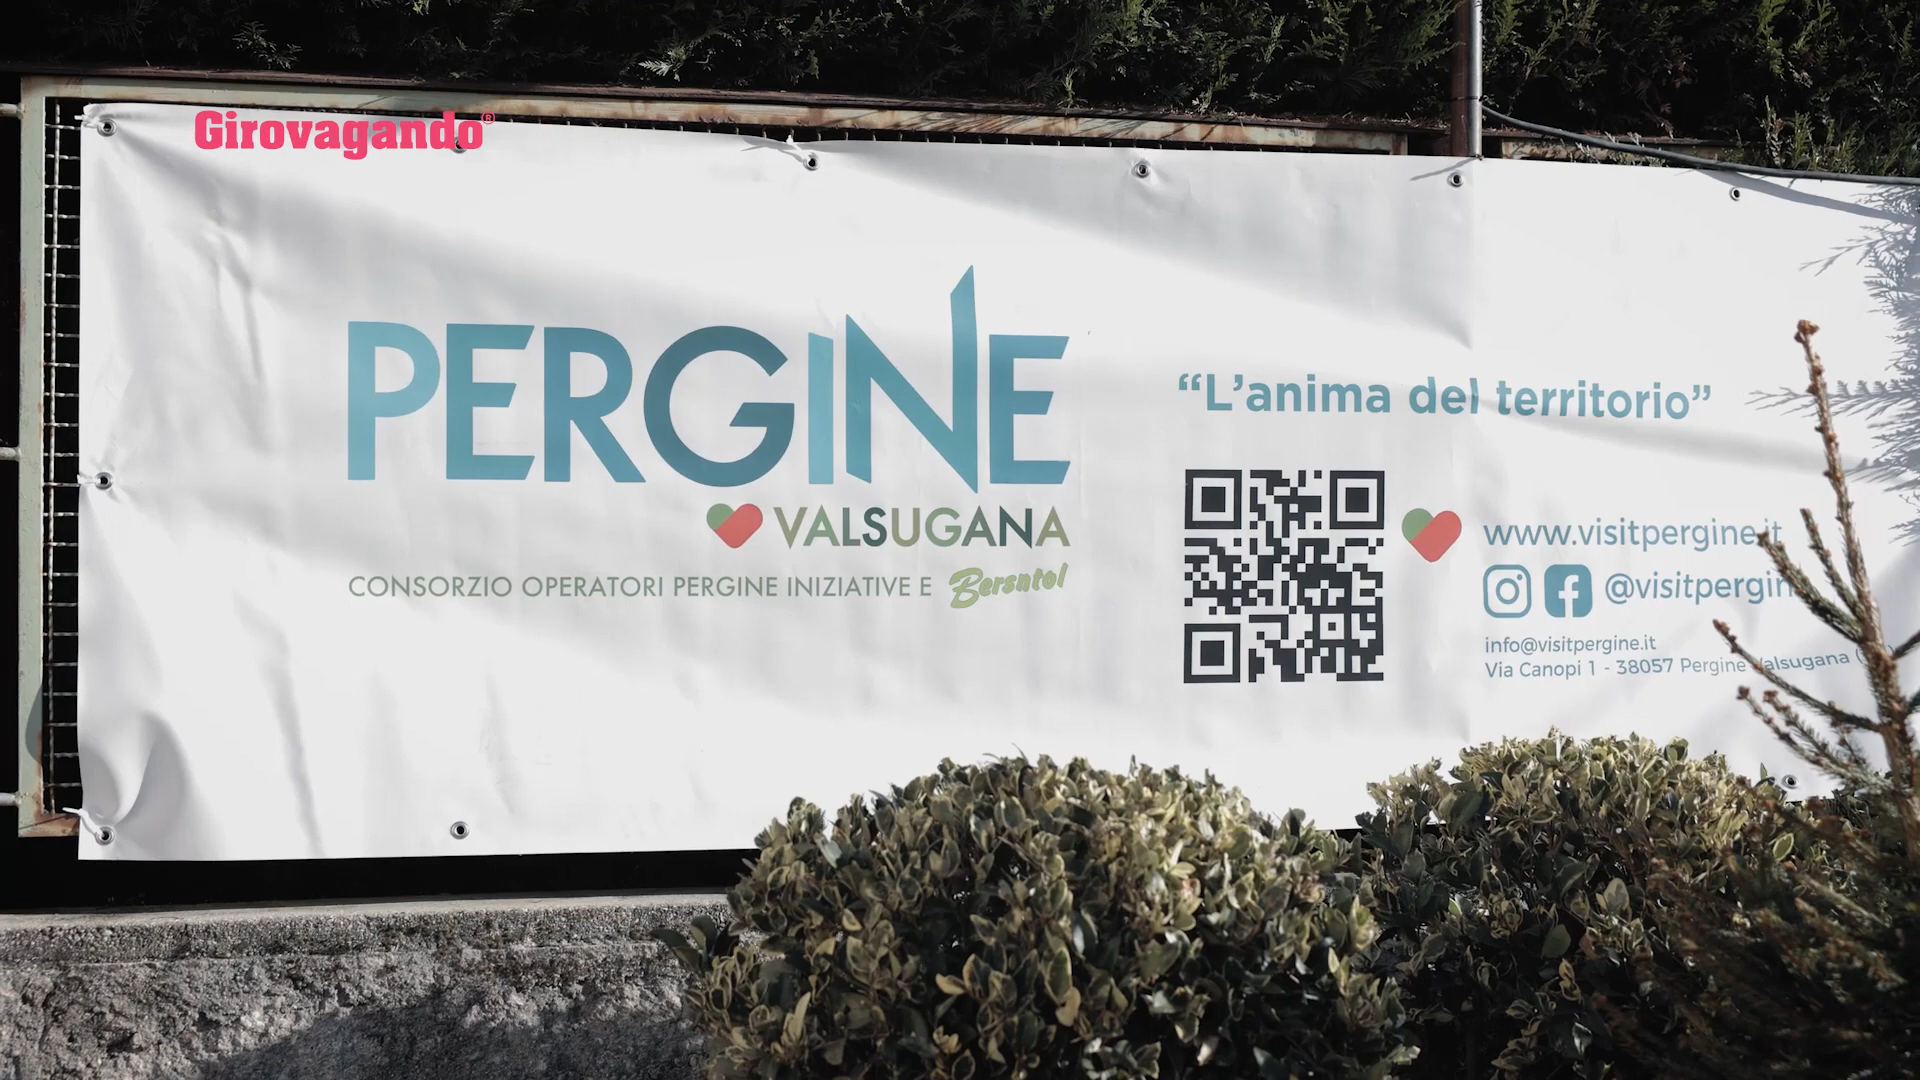 Girovagando®
PERGINE
VALSUGANA
CONSORZIO OPERATORI PERGINE INIZIATIVE E Bersntol
“L’anima del territorio”
www.visitpergine.it
@visitpergin
info@visitpergine.it
Via Canopi 1 - 38057 Pergine Valsugana (